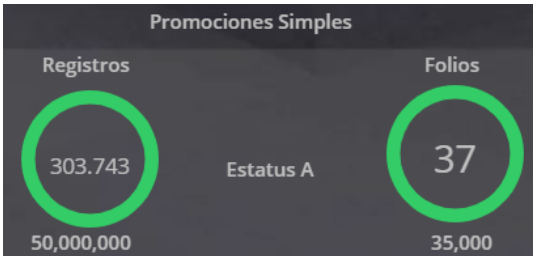 Promociones Simples
Registros
Folios
303.743
Estatus A
37
50,000,000
35,000